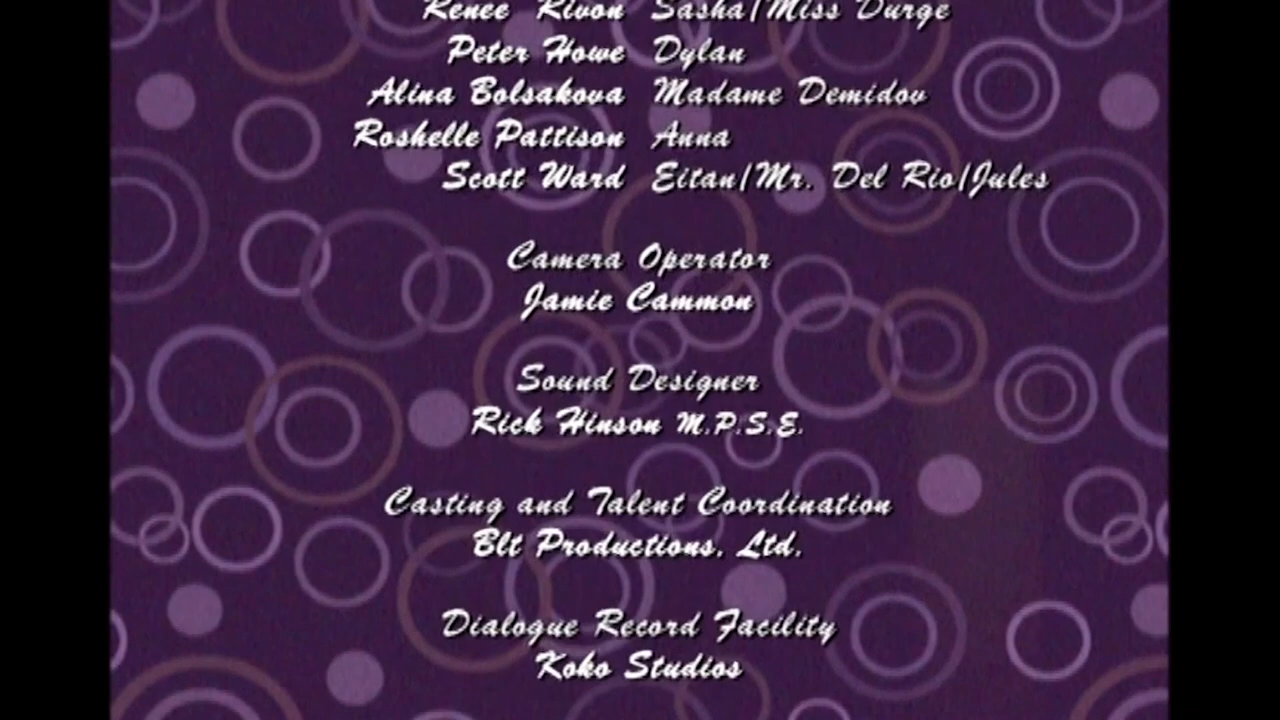 Renee Rivon Sasha/Miss Durge
Peter Howe Dylan
Alina Bolsakova Madame Demidov
Roshelle Pattison Anna
Scott Ward Eitan/Mr. Del Rio/Jules
Camera Operator
Jamie Cammon
Sound Designer
Rick Hinson M.P.S.E.
Casting and Talent Coordination
Blt Productions, Ltd.
Dialogue Record Facility
Koko Studios